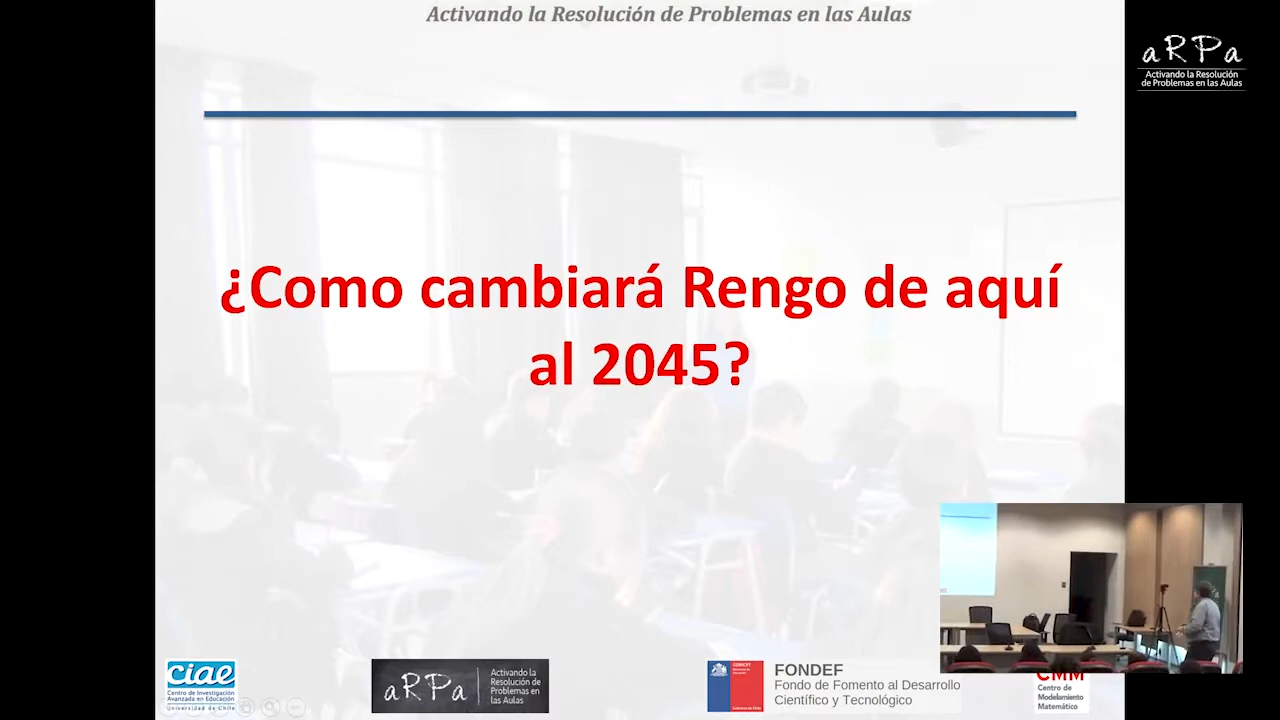 Activando la Resolución de Problemas en las Aulas
aRPa
Activando la Resolución
de Problemas en las Aulas
¿Como cambiará Rengo de aquí
al 2045?
ciae
Centro de Investigación
Avanzada en Educación
Universidad de Chile
aRPa
Activando la
Resolución de
Problemas en
las Aulas
CONICYT
FONDEF
Fondo de Fomento al Desarrollo
Científico y Tecnológico
CMM
Centro de
Modelamiento
Matemático